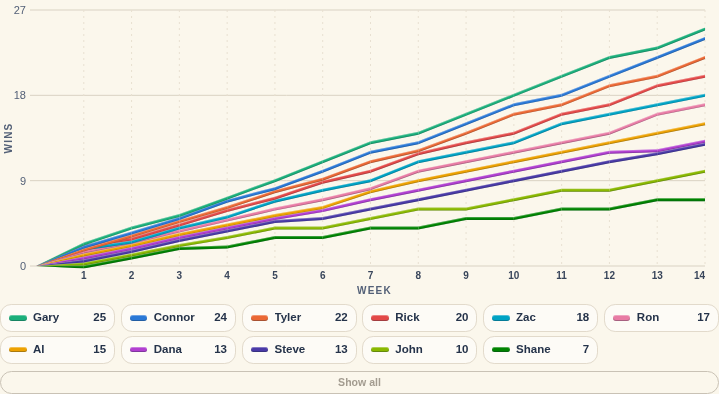 27
18
WINS
9
0
1 2 3 4 5 6 7 8 9 10 11 12 13 14
WEEK
Gary 25 Connor 24 Tyler 22 Rick 20 Zac 18 Ron 17
Al 15 Dana 13 Steve 13 John 10 Shane 7
Show all